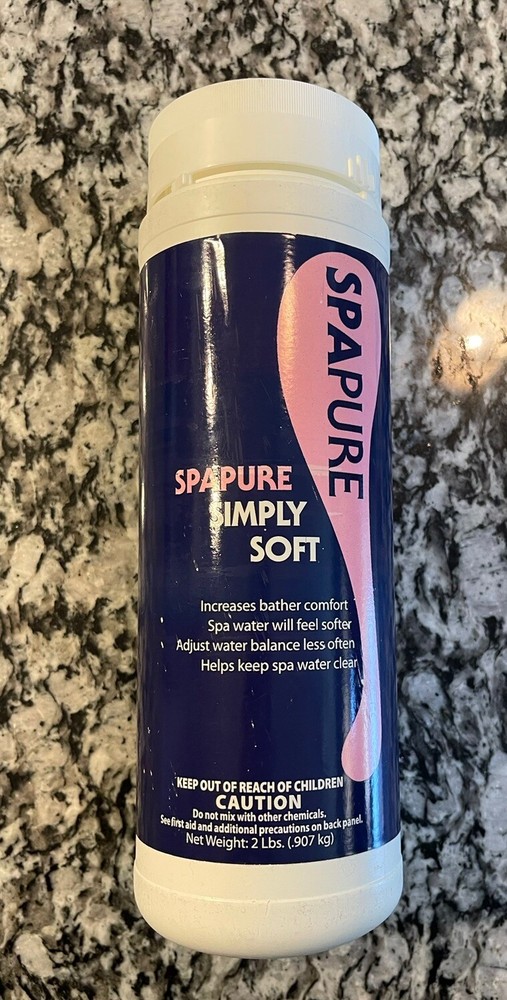 SPAPURE
SPAPURE
SIMPLY
SOFT
Increases bather comfort
Spa water will feel softer
Adjust water balance less often
Helps keep spa water clear
KEEP OUT OF REACH OF CHILDREN
CAUTION
Do not mix with other chemicals.
See first aid and additional precautions on back panel.
Net Weight: 2 Lbs. (.907 kg)